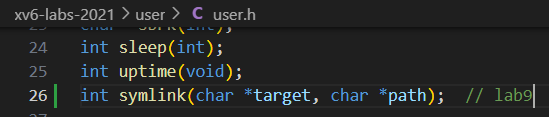 xv6-labs-2021 > user > C user.h
24 int sleep(int);
25 int uptime(void);
26 int symlink(char *target, char *path);  // lab9